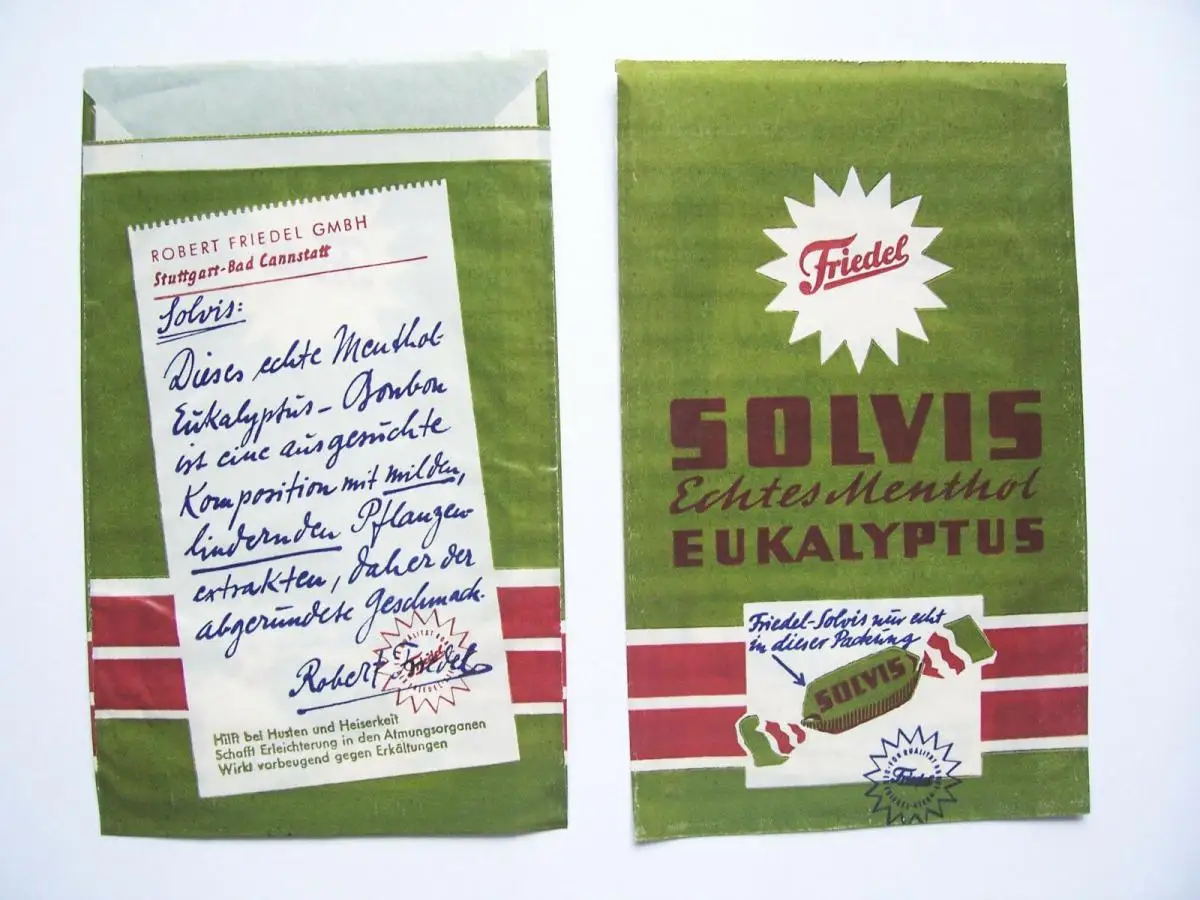 ROBERT FRIEDEL GMBH
Stuttgart-Bad Cannstatt
Solvis:
Dieses echte Menthol-
Eukalyptus-Bonbon
ist eine ausgesuchte
Komposition mit milden,
lindernden Pflanzen-
extrakten, daher der
abgerundete Geschmack.
Robert Friedel
Friedel
Hilft bei Husten und Heiserkeit
Schafft Erleichterung in den Atmungsorganen
Wirkt vorbeugend gegen Erkältungen
Friedel
SOLVIS
Echtes Menthol
EUKALYPTUS
Friedel-Solvis nur echt
in dieser Packung
SOLVIS
Friedel